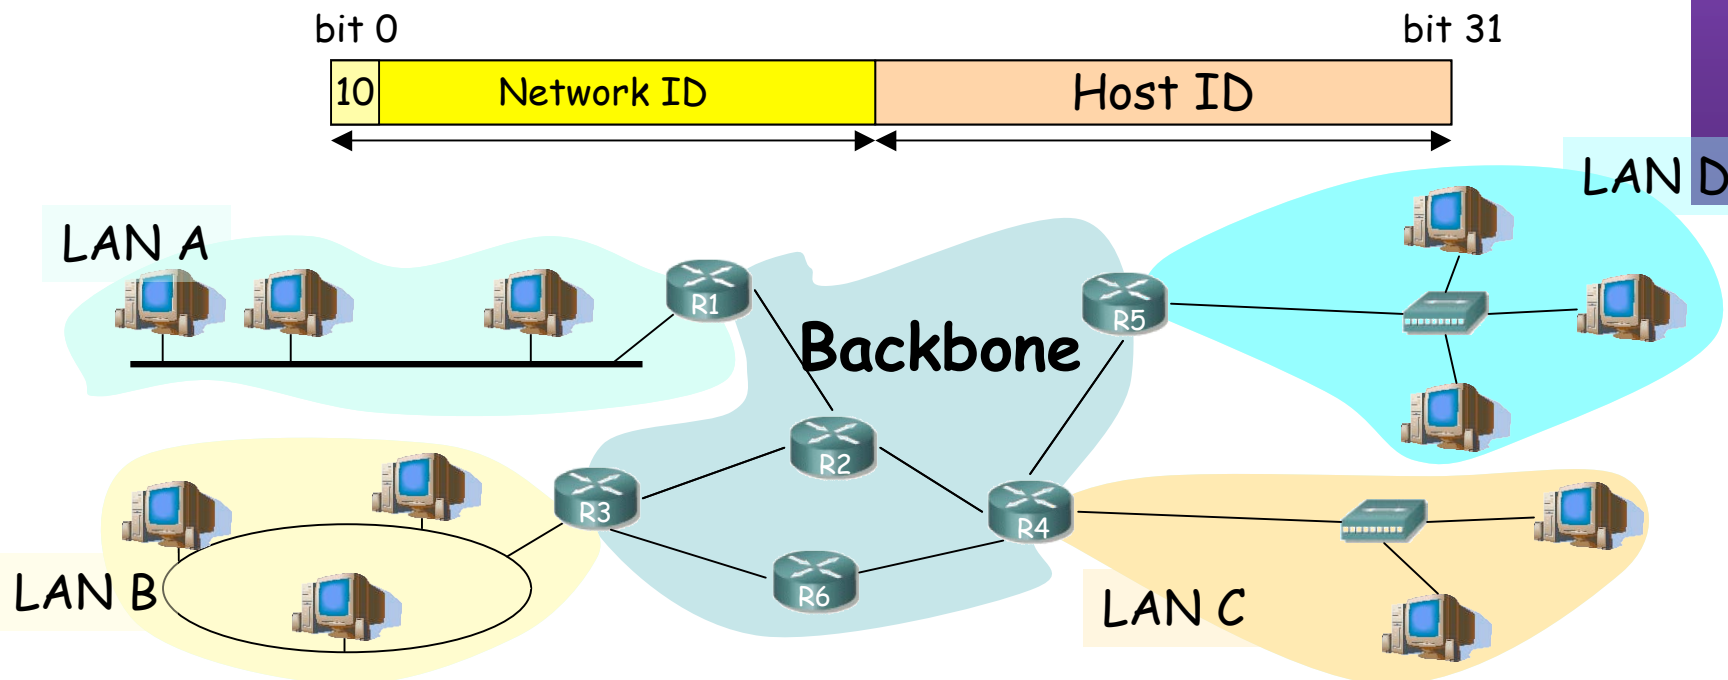 bit 0
bit 31
10
Network ID
Host ID
LAN D
LAN A
R1
R5
Backbone
R2
R3
R4
R6
LAN B
LAN C